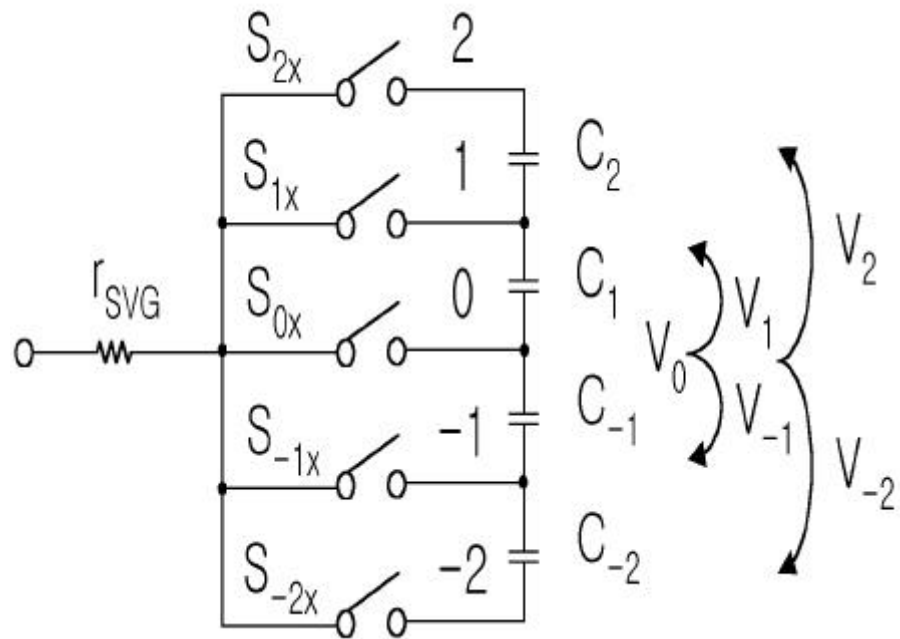 S₂ₓ 2
C₂
S₁ₓ 1
V₂
C₁
S₀ₓ 0
V₁
r_SVG
V₀
C₋₁
V₋₁
S₋₁ₓ -1
V₋₂
C₋₂
S₋₂ₓ -2